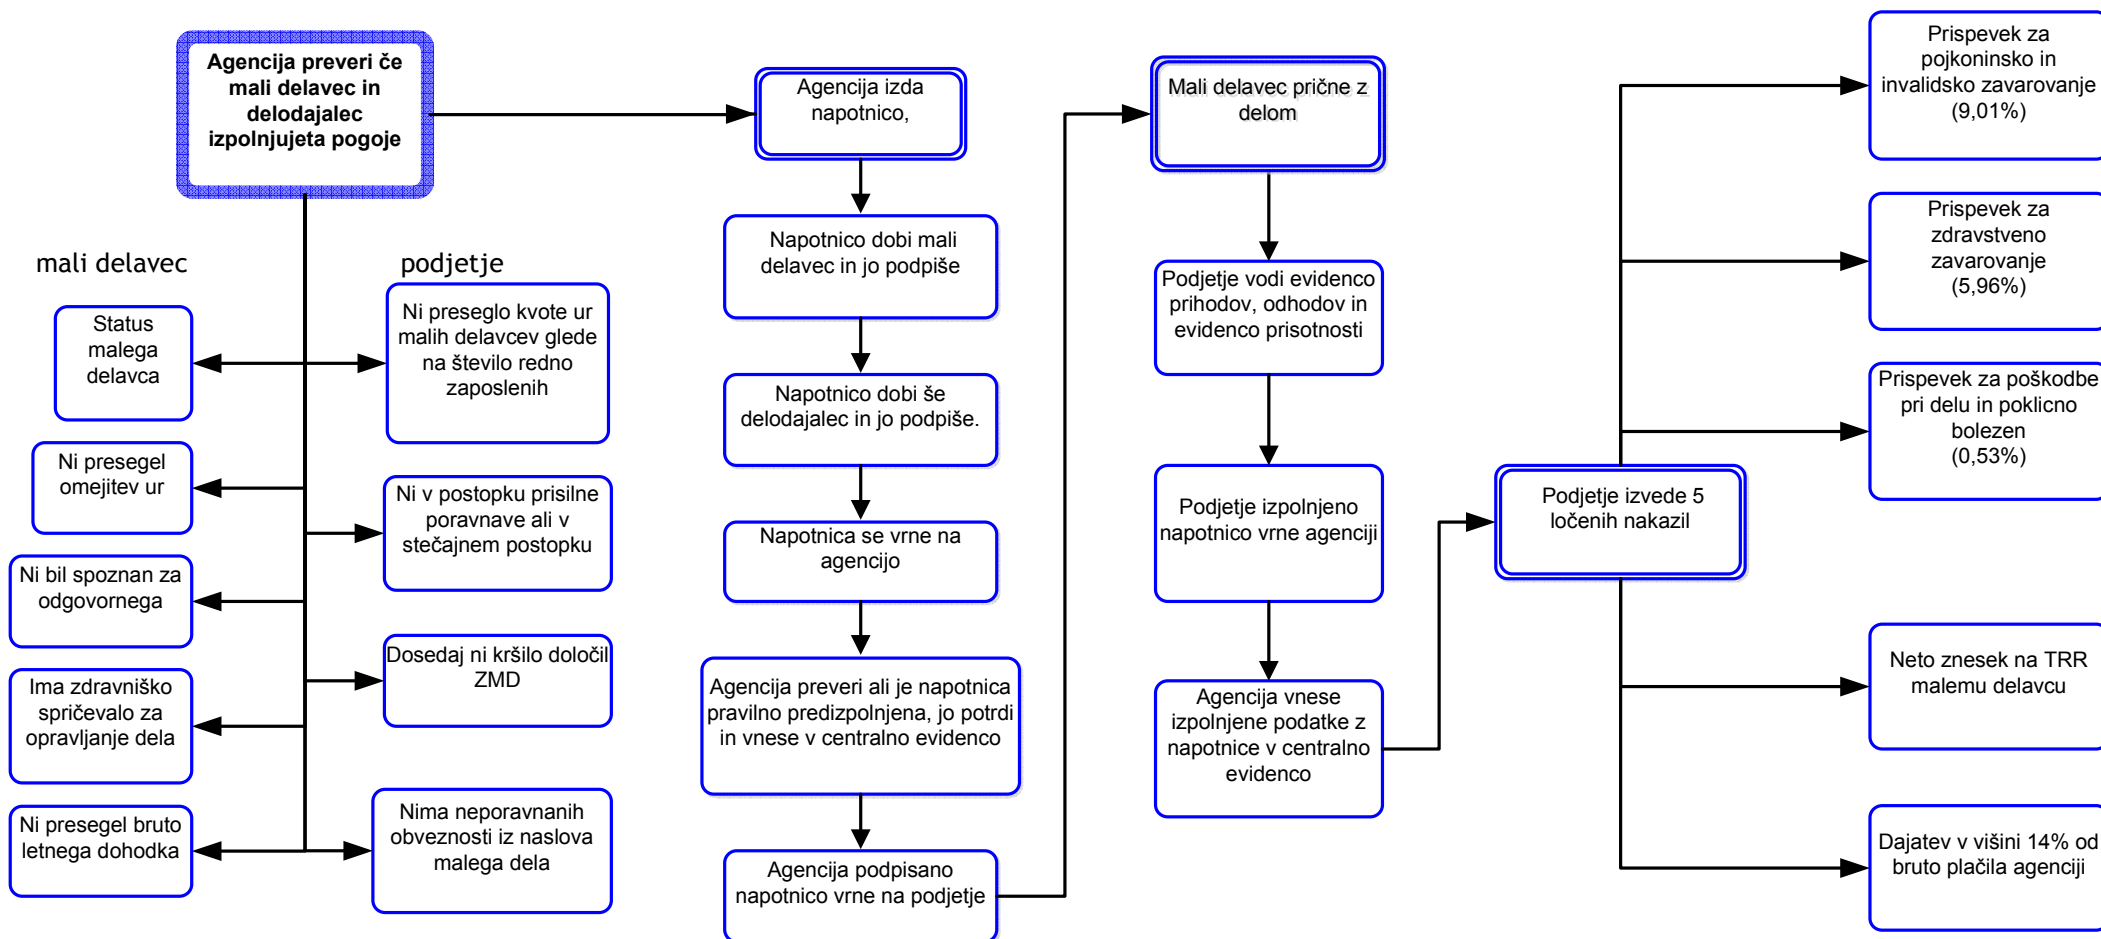 Agencija preveri če
mali delavec in
delodajalec
izpolnjujeta pogoje
mali delavec
podjetje
Status
malega
delavca
Ni presegel
omejitev ur
Ni bil spoznan za
odgovornega
Ima zdravniško
spričevalo za
opravljanje dela
Ni presegel bruto
letnega dohodka
Ni preseglo kvote ur
malih delavcev glede
na število redno
zaposlenih
Ni v postopku prisilne
poravnave ali v
stečajnem postopku
Dosedaj ni kršilo določil
ZMD
Nima neporavnanih
obveznosti iz naslova
malega dela
Agencija izda
napotnico,
Napotnico dobi mali
delavec in jo podpiše
Napotnico dobi še
delodajalec in jo podpiše.
Napotnica se vrne na
agencijo
Agencija preveri ali je napotnica
pravilno predizpolnjena, jo potrdi
in vnese v centralno evidenco
Agencija podpisano
napotnico vrne na podjetje
Mali delavec prične z
delom
Podjetje vodi evidenco
prihodov, odhodov in
evidenco prisotnosti
Podjetje izpolnjeno
napotnico vrne agenciji
Agencija vnese
izpolnjene podatke z
napotnice v centralno
evidenco
Podjetje izvede 5
ločenih nakazil
Prispevek za
pojkoninsko in
invalidsko zavarovanje
(9,01%)
Prispevek za
zdravstveno
zavarovanje
(5,96%)
Prispevek za poškodbe
pri delu in poklicno
bolezen
(0,53%)
Neto znesek na TRR
malemu delavcu
Dajatev v višini 14% od
bruto plačila agenciji